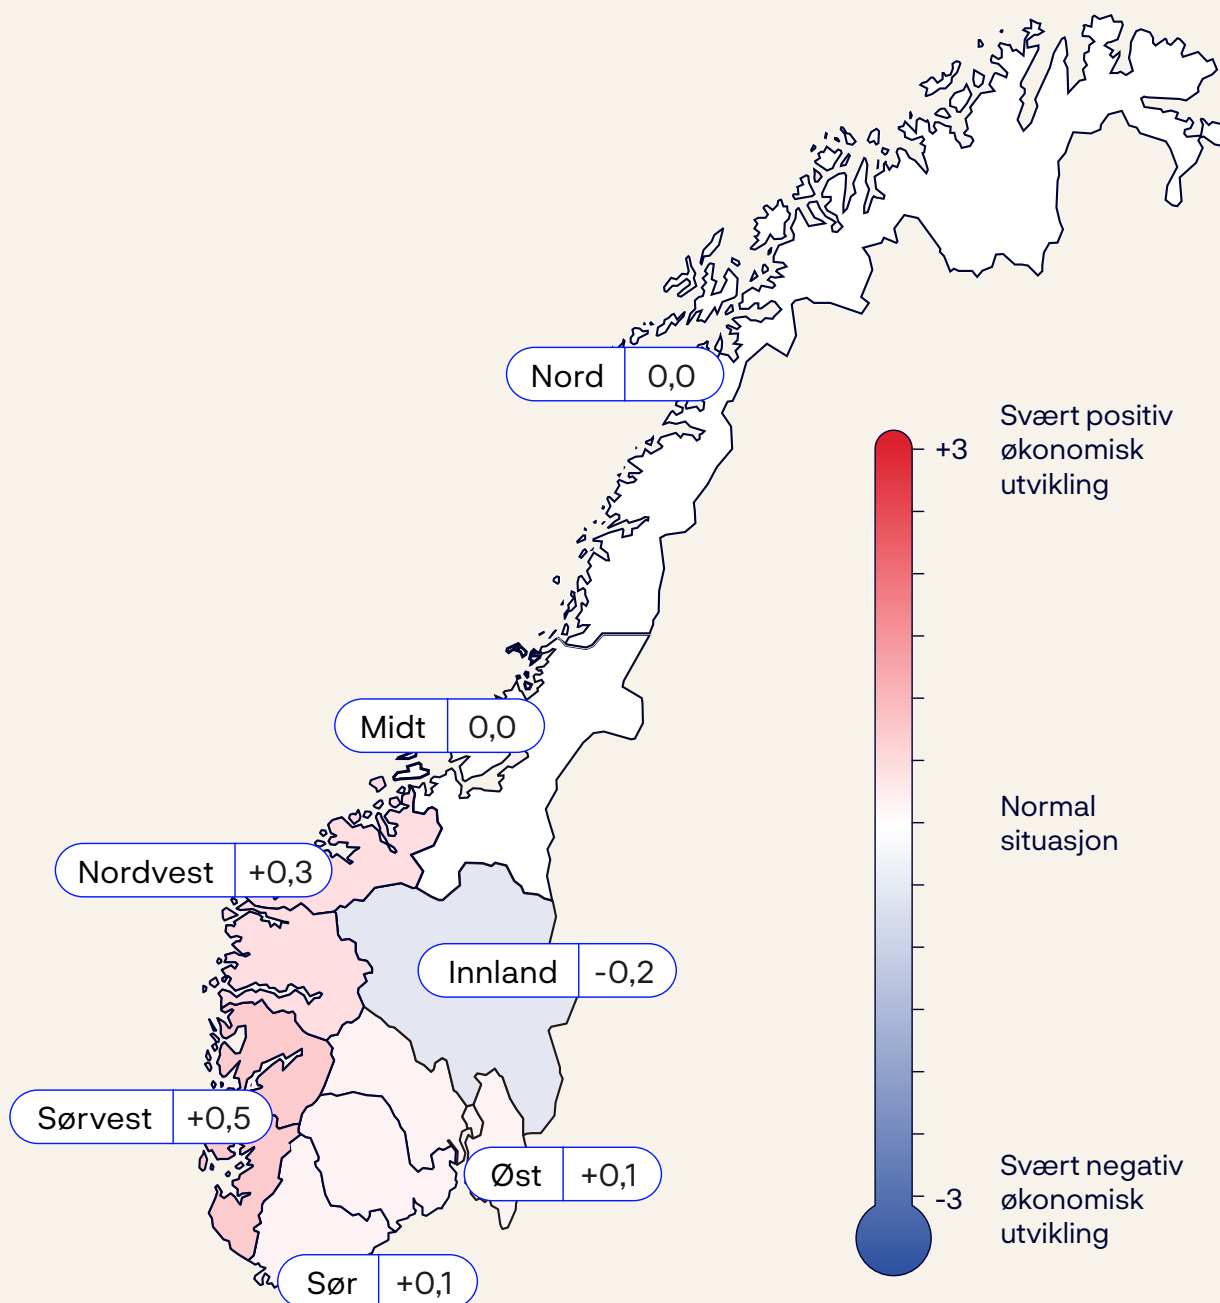 Nord 0,0
Svært positiv
økonomisk
utvikling
+3
Midt 0,0
Normal
situasjon
Nordvest +0,3
Innland -0,2
Sørvest +0,5
Øst +0,1
Svært negativ
økonomisk
utvikling
-3
Sør +0,1